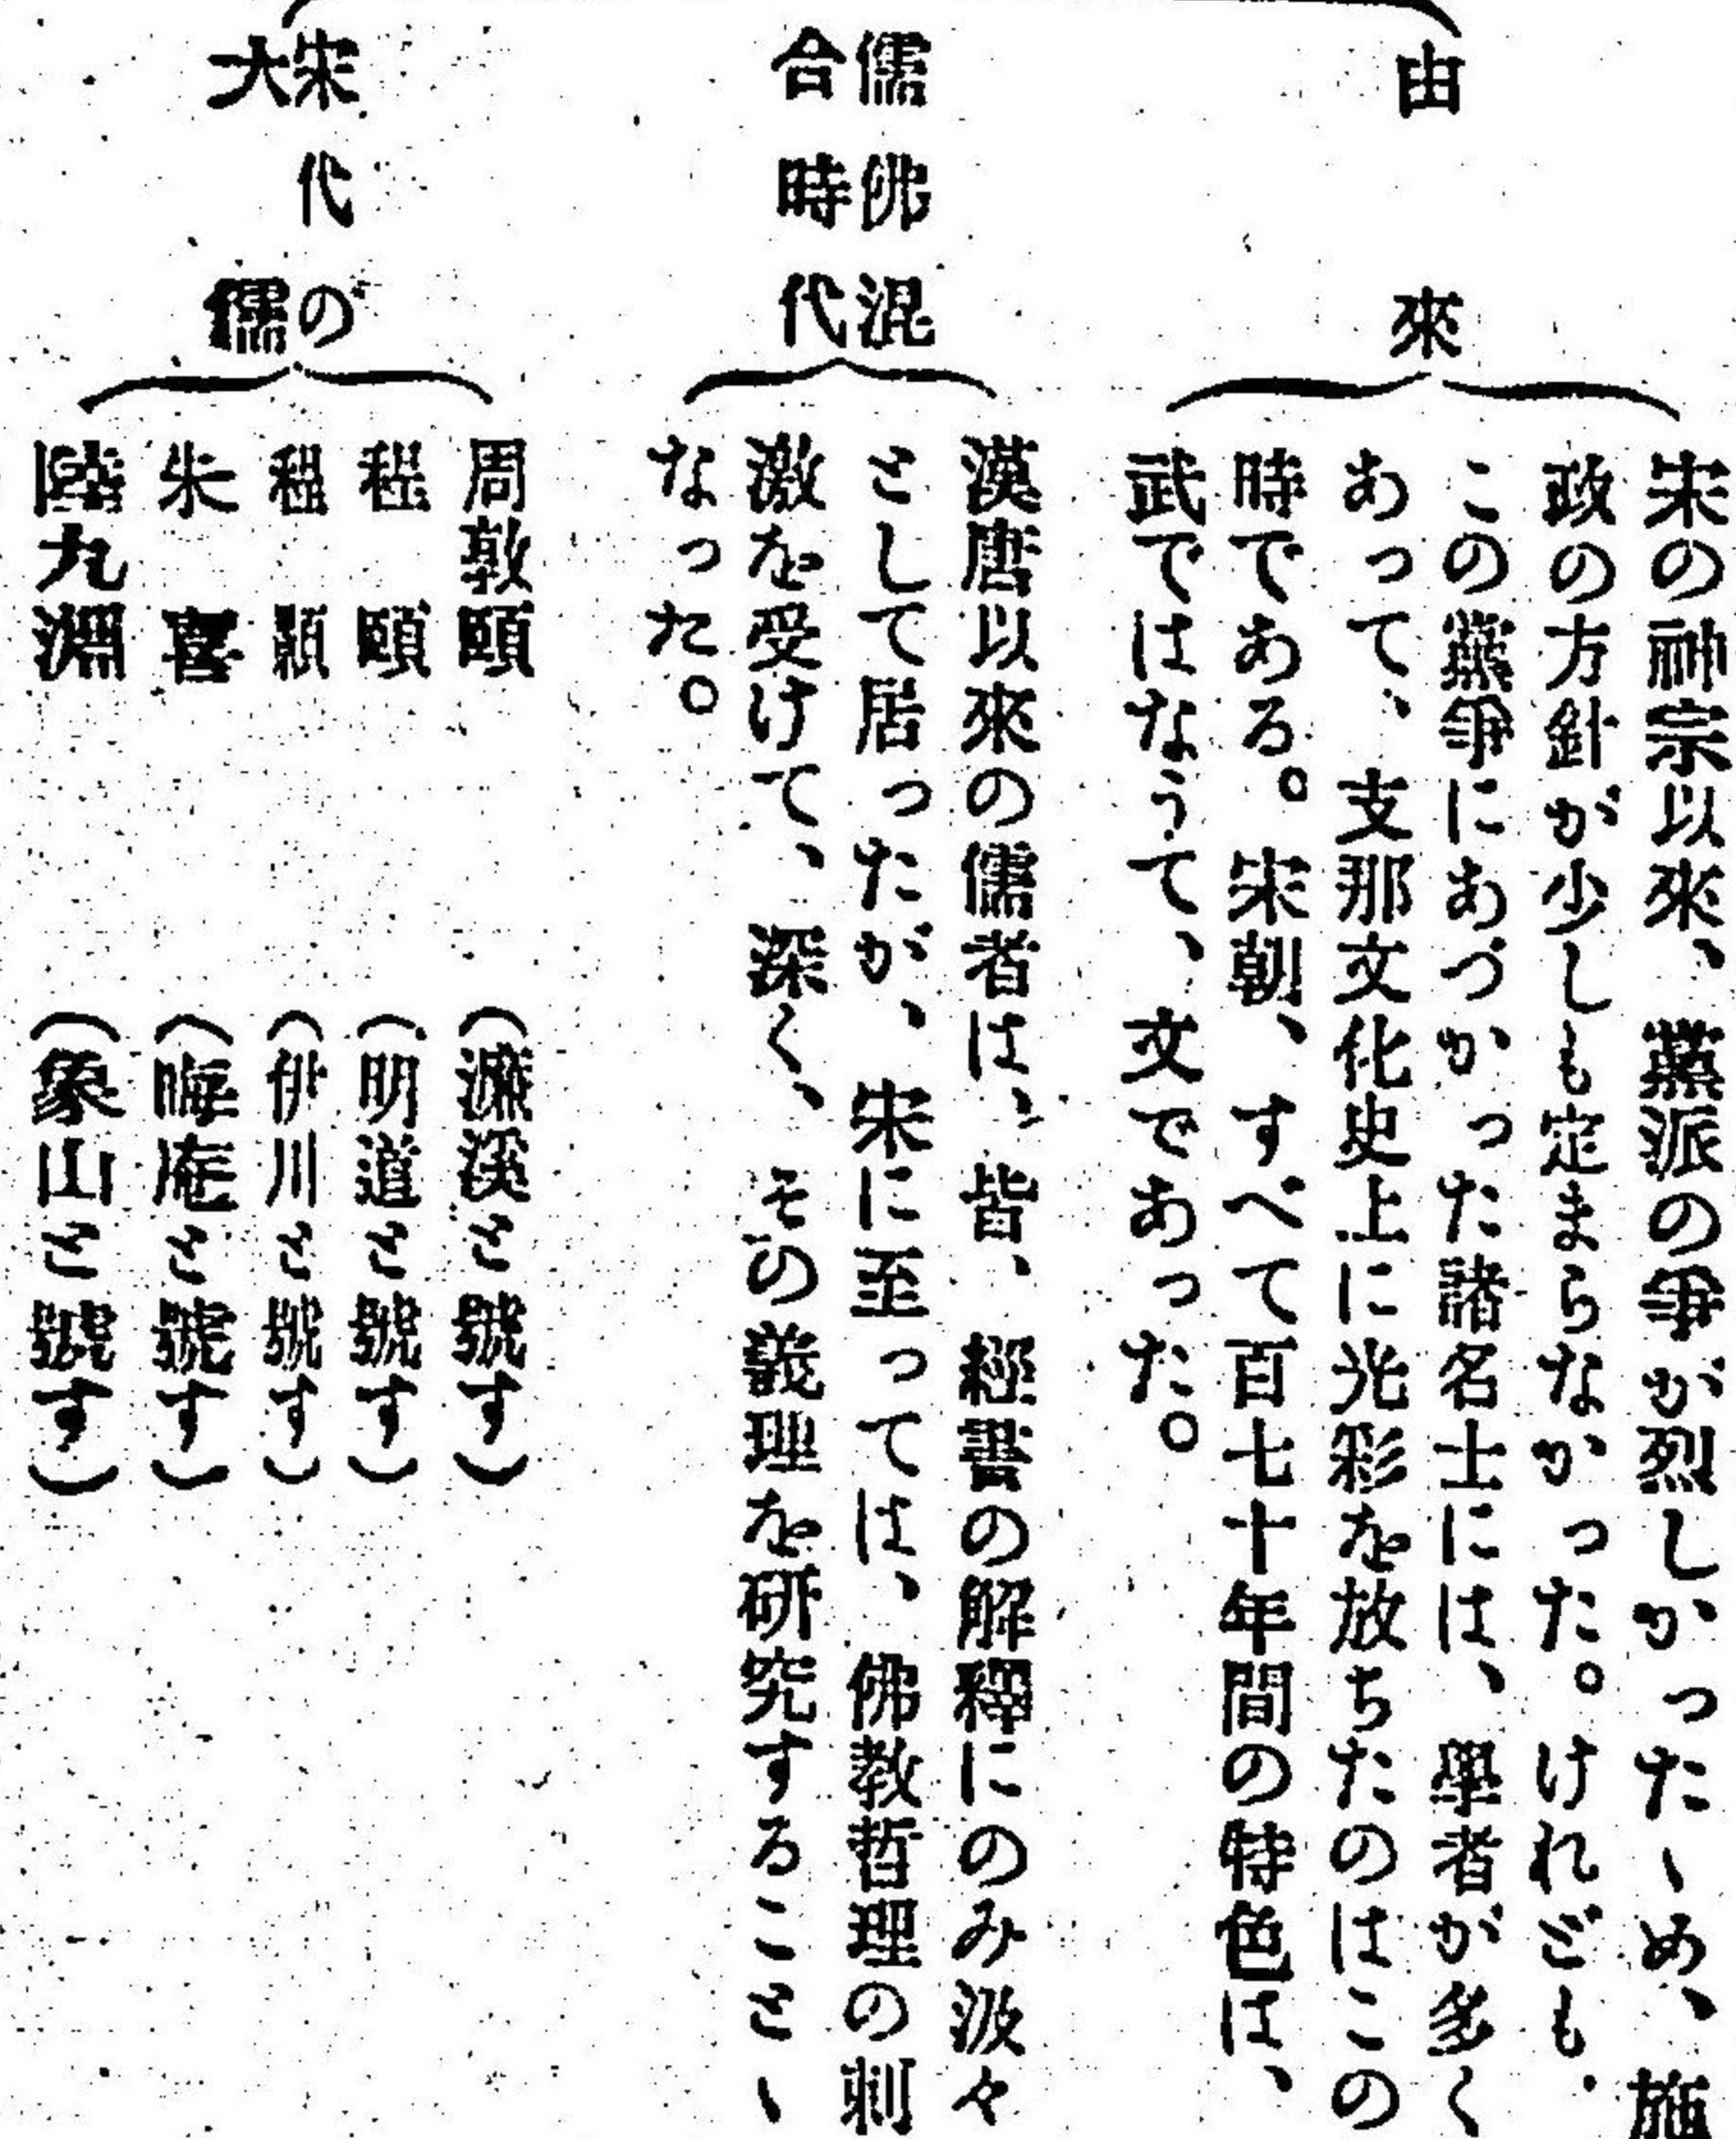 由來
宋の神宗以來、黨派の爭が烈しかったゝめ、施
政の方針が少しも定まらなかった。けれども、
この黨爭にあづかった諸名士には、學者が多く
あって、支那文化史上に光彩を放ちたのはこの
時である。宋朝、すべて百七十年間の特色は、
武ではなうて、文であった。
儒佛混
合時代
漢唐以來の儒者は、皆、經書の解釋にのみ汲々
として居ったが、宋に至っては、佛教哲理の刺
激を受けて、深く、その義理を研究することゝ
なった。
宋代の
大儒
周敦頤（濂溪と號す）
程頤（明道と號す）
程顥（伊川と號す）
朱喜（晦庵と號す）
陸九淵（象山と號す）